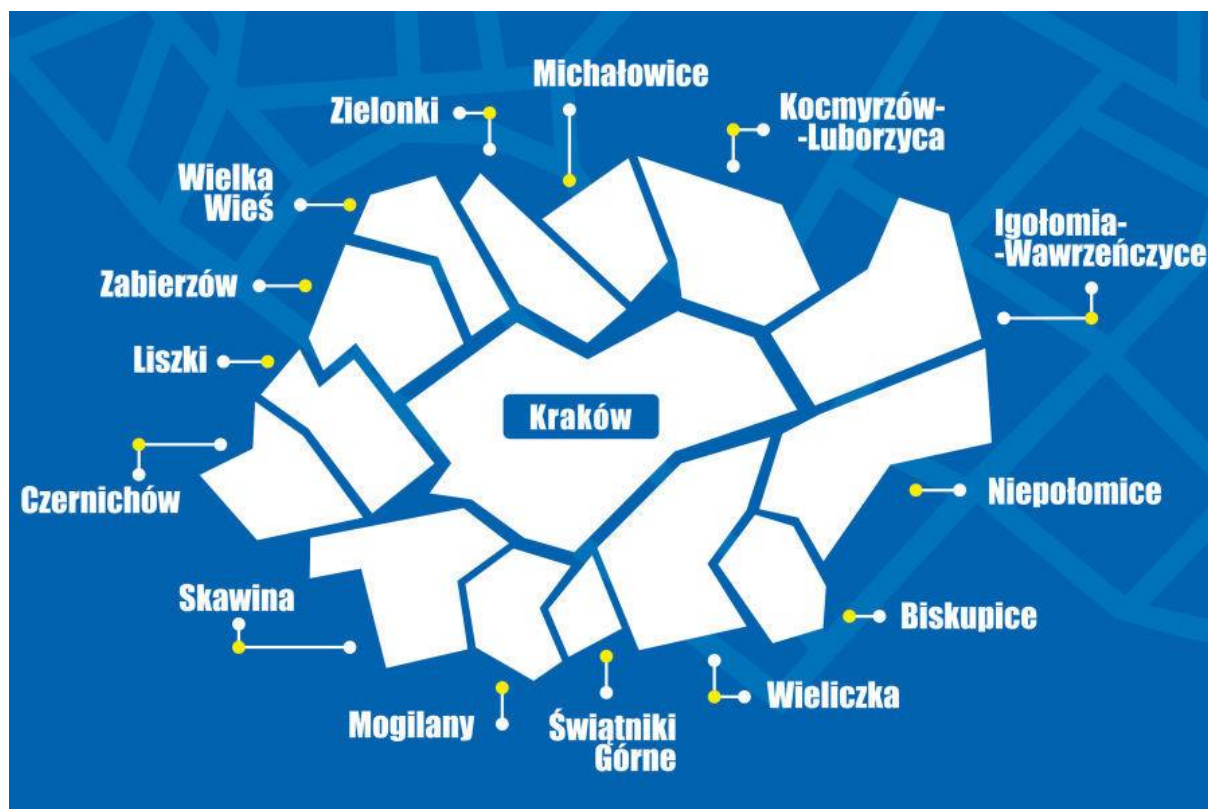 Michałowice
Zielonki
Kocmyrzów-
-Luborzyca
Wielka
Wieś
Igołomia-
-Wawrzeńczyce
Zabierzów
Liszki
Kraków
Czernichów
Niepołomice
Skawina
Biskupice
Wieliczka
Mogilany
Świątniki
Górne